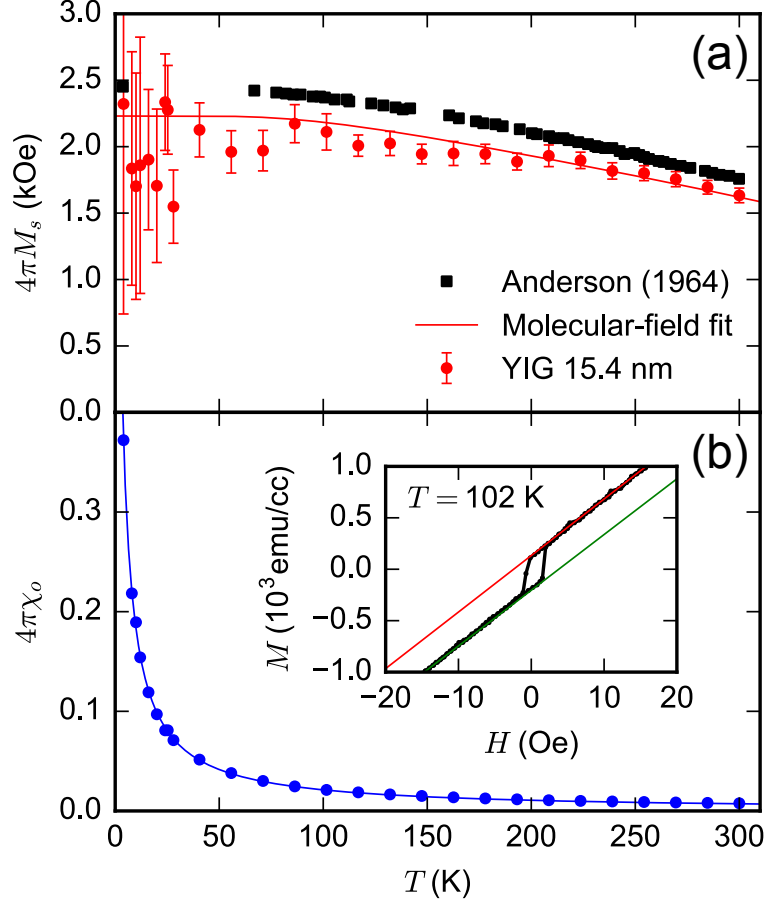 (a)
3.0
2.5
2.0
1.5
1.0
0.5
0.0
4πM_s (kOe)
Anderson (1964)
Molecular-field fit
YIG 15.4 nm
(b)
0.3
0.2
0.1
0.0
4πχ_o
T = 102 K
1.0
0.5
0.0
−0.5
−1.0
M (10³emu/cc)
−20 −10 0 10 20
H (Oe)
0 50 100 150 200 250 300
T (K)